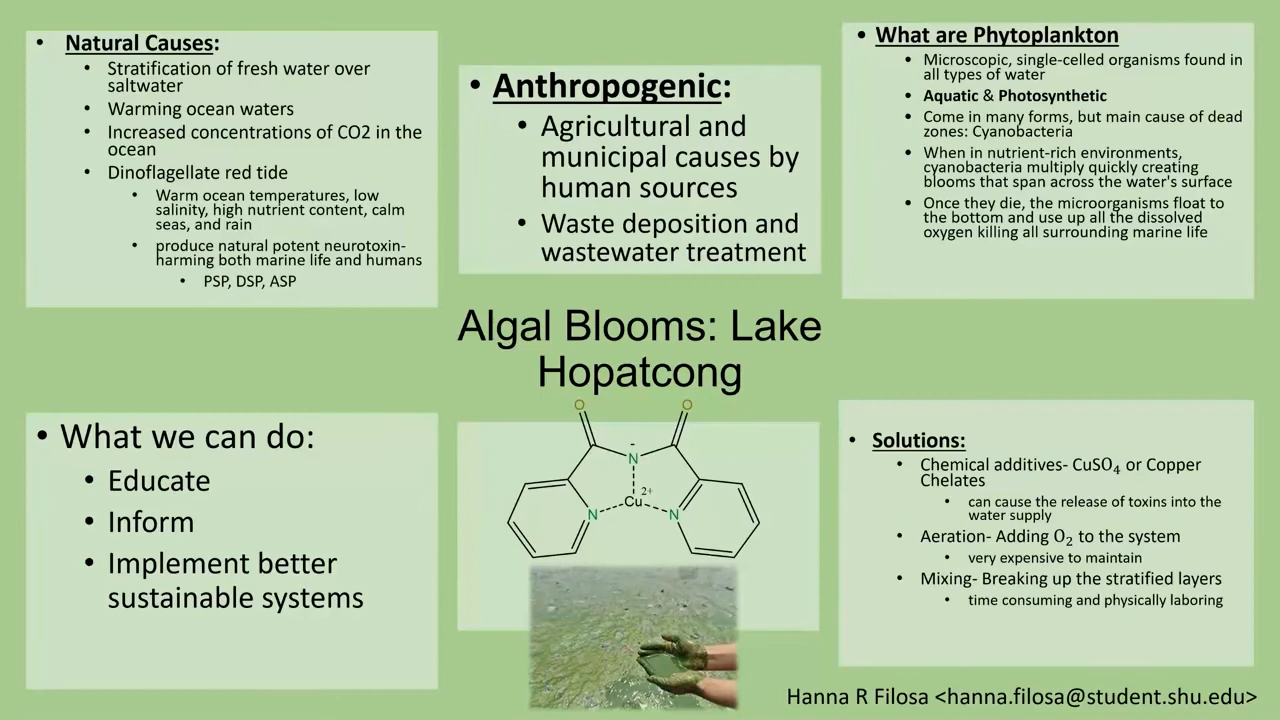 • Natural Causes:
• Stratification of fresh water over
saltwater
• Warming ocean waters
• Increased concentrations of CO2 in the
ocean
• Dinoflagellate red tide
• Warm ocean temperatures, low
salinity, high nutrient content, calm
seas, and rain
• produce natural potent neurotoxin-
harming both marine life and humans
• PSP, DSP, ASP
• Anthropogenic:
• Agricultural and
municipal causes by
human sources
• Waste deposition and
wastewater treatment
• What are Phytoplankton
• Microscopic, single-celled organisms found in
all types of water
• Aquatic & Photosynthetic
• Come in many forms, but main cause of dead
zones: Cyanobacteria
• When in nutrient-rich environments,
cyanobacteria multiply quickly creating
blooms that span across the water's surface
• Once they die, the microorganisms float to
the bottom and use up all the dissolved
oxygen killing all surrounding marine life
Algal Blooms: Lake
Hopatcong
• What we can do:
• Educate
• Inform
• Implement better
sustainable systems
O O
-
N
Cu 2+
N N
• Solutions:
• Chemical additives- CuSO₄ or Copper
Chelates
• can cause the release of toxins into the
water supply
• Aeration- Adding O₂ to the system
• very expensive to maintain
• Mixing- Breaking up the stratified layers
• time consuming and physically laboring
Hanna R Filosa <hanna.filosa@student.shu.edu>